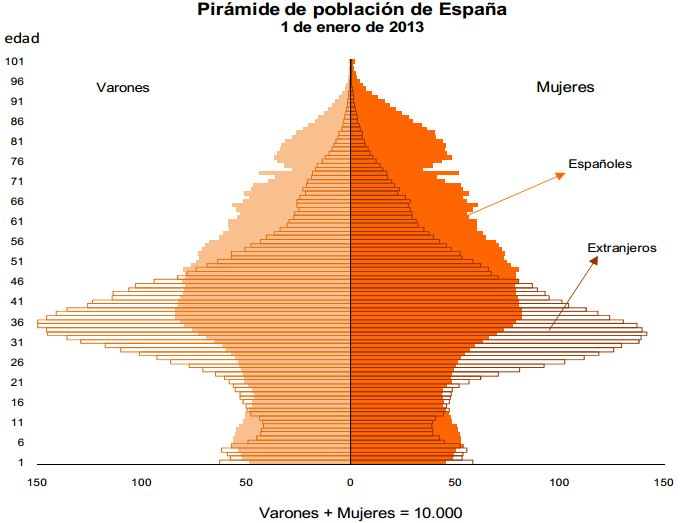 Pirámide de población de España
1 de enero de 2013
edad
Varones
Mujeres
Españoles
Extranjeros
101
96
91
86
81
76
71
66
61
56
51
46
41
36
31
26
21
16
11
6
1
150 100 50 0 50 100 150
Varones + Mujeres = 10.000